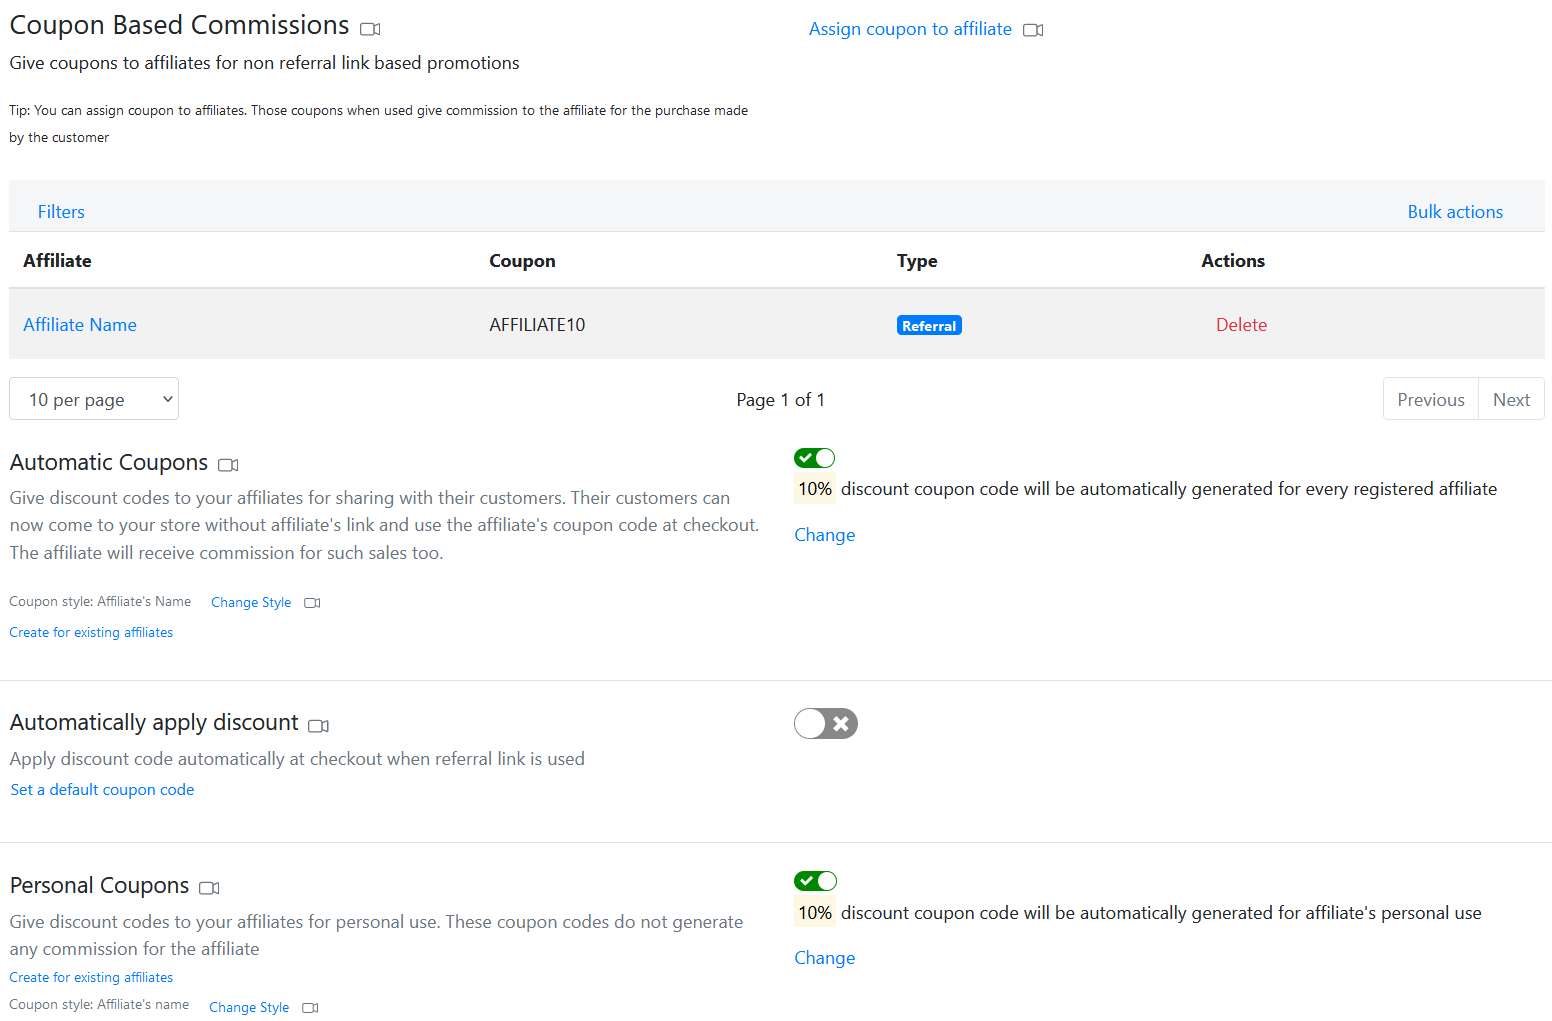 Coupon Based Commissions
Assign coupon to affiliate
Give coupons to affiliates for non referral link based promotions
Tip: You can assign coupon to affiliates. Those coupons when used give commission to the affiliate for the purchase made
by the customer
Filters
Bulk actions
Affiliate
Coupon
Type
Actions
Affiliate Name
AFFILIATE10
Referral
Delete
10 per page
Page 1 of 1
Previous
Next
Automatic Coupons
Give discount codes to your affiliates for sharing with their customers. Their customers can
now come to your store without affiliate's link and use the affiliate's coupon code at checkout.
The affiliate will receive commission for such sales too.
10% discount coupon code will be automatically generated for every registered affiliate
Change
Coupon style: Affiliate's Name
Change Style
Create for existing affiliates
Automatically apply discount
Apply discount code automatically at checkout when referral link is used
Set a default coupon code
Personal Coupons
Give discount codes to your affiliates for personal use. These coupon codes do not generate
any commission for the affiliate
10% discount coupon code will be automatically generated for affiliate's personal use
Change
Create for existing affiliates
Coupon style: Affiliate's name
Change Style